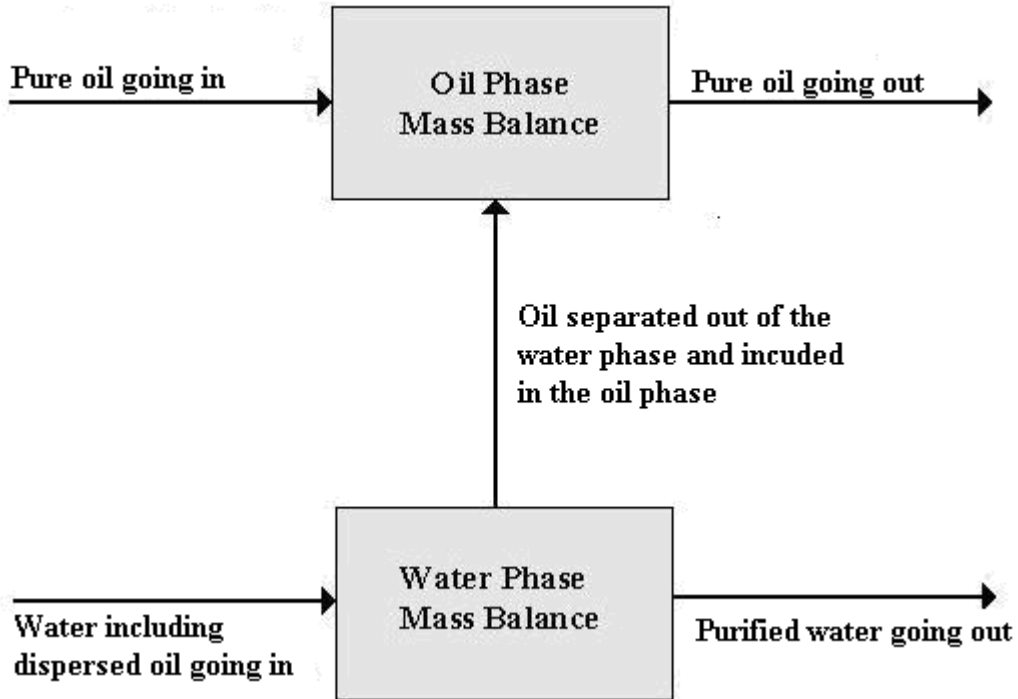 Pure oil going in
Oil Phase
Mass Balance
Pure oil going out
Oil separated out of the
water phase and incuded
in the oil phase
Water including
dispersed oil going in
Water Phase
Mass Balance
Purified water going out